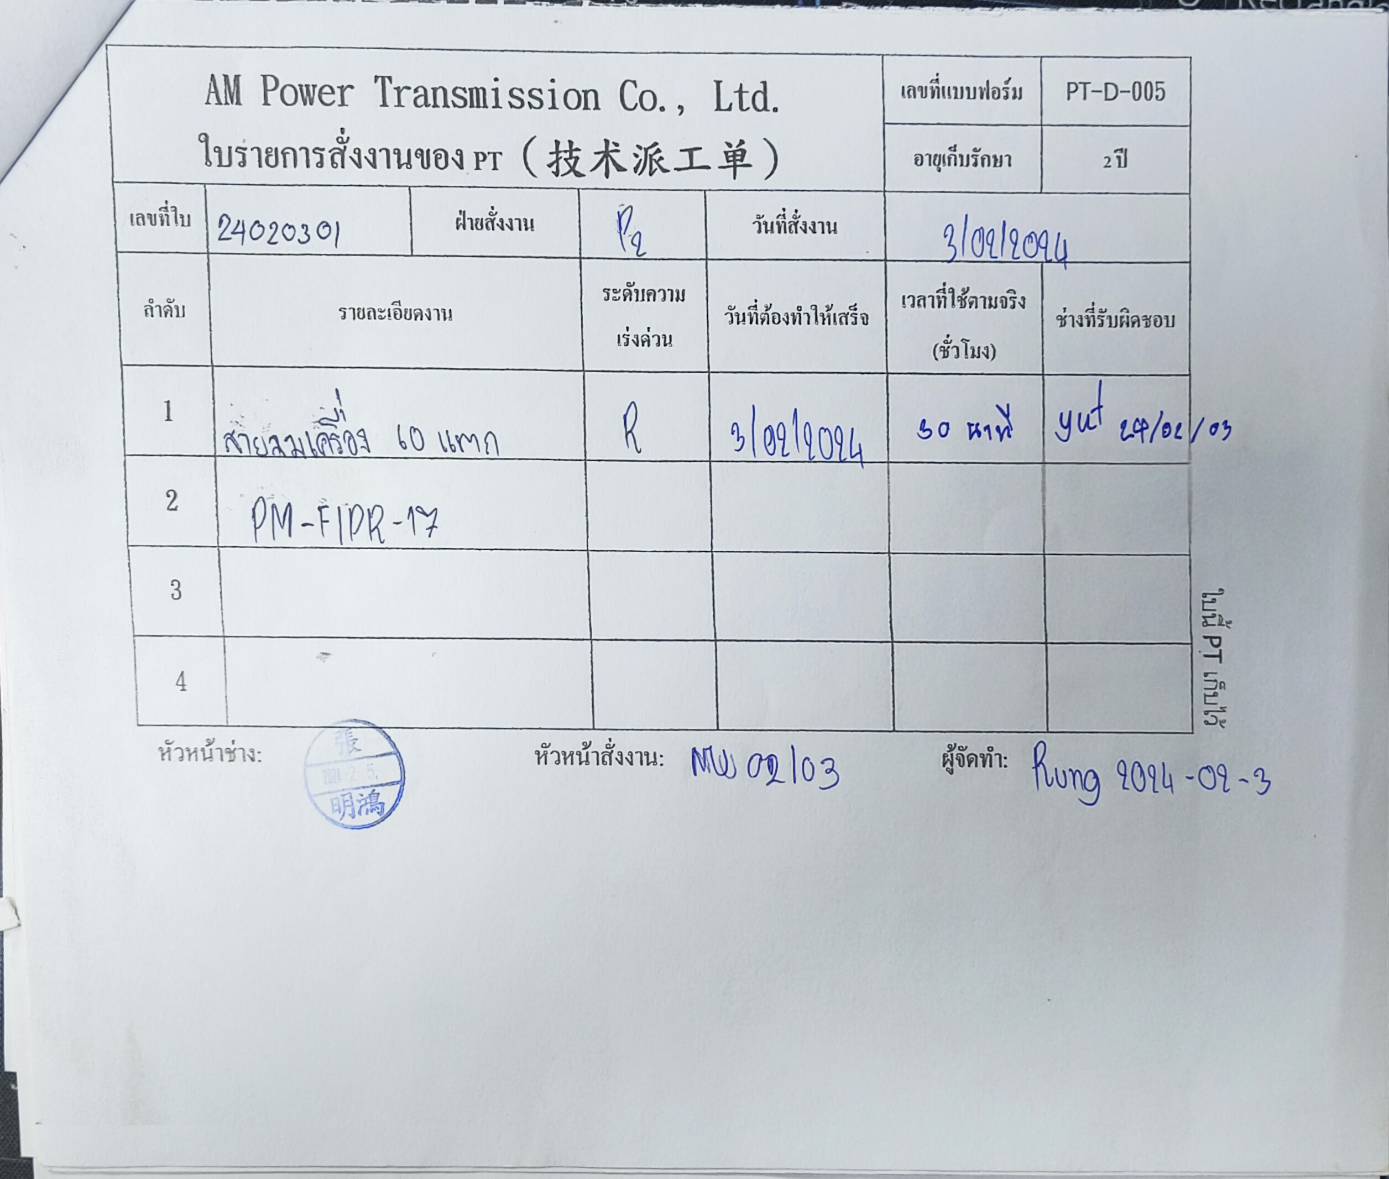 AM Power Transmission Co., Ltd.
ใบรายการสั่งงานของ PT (技术派工单)
เลขที่แบบฟอร์ม PT-D-005
อายุเก็บรักษา 2 ปี
เลขที่ใบ 24020301 ฝ่ายสั่งงาน P2 วันที่สั่งงาน 3/02/2024
ลำดับ รายละเอียดงาน ระดับความเร่งด่วน วันที่ต้องทำให้เสร็จ เวลาที่ใช้ตามจริง (ชั่วโมง) ช่างที่รับผิดชอบ
1 สายลมเครื่อง 60 แตก R 3/02/2024 30 นาที yut 24/02/03
2 PM-FIPR-17
3
4
ใบนี้ PT เก็บไว้
หัวหน้าช่าง: 張 明鴻
หัวหน้าสั่งงาน: MW 02/03
ผู้จัดทำ: Rung 2024-02-3